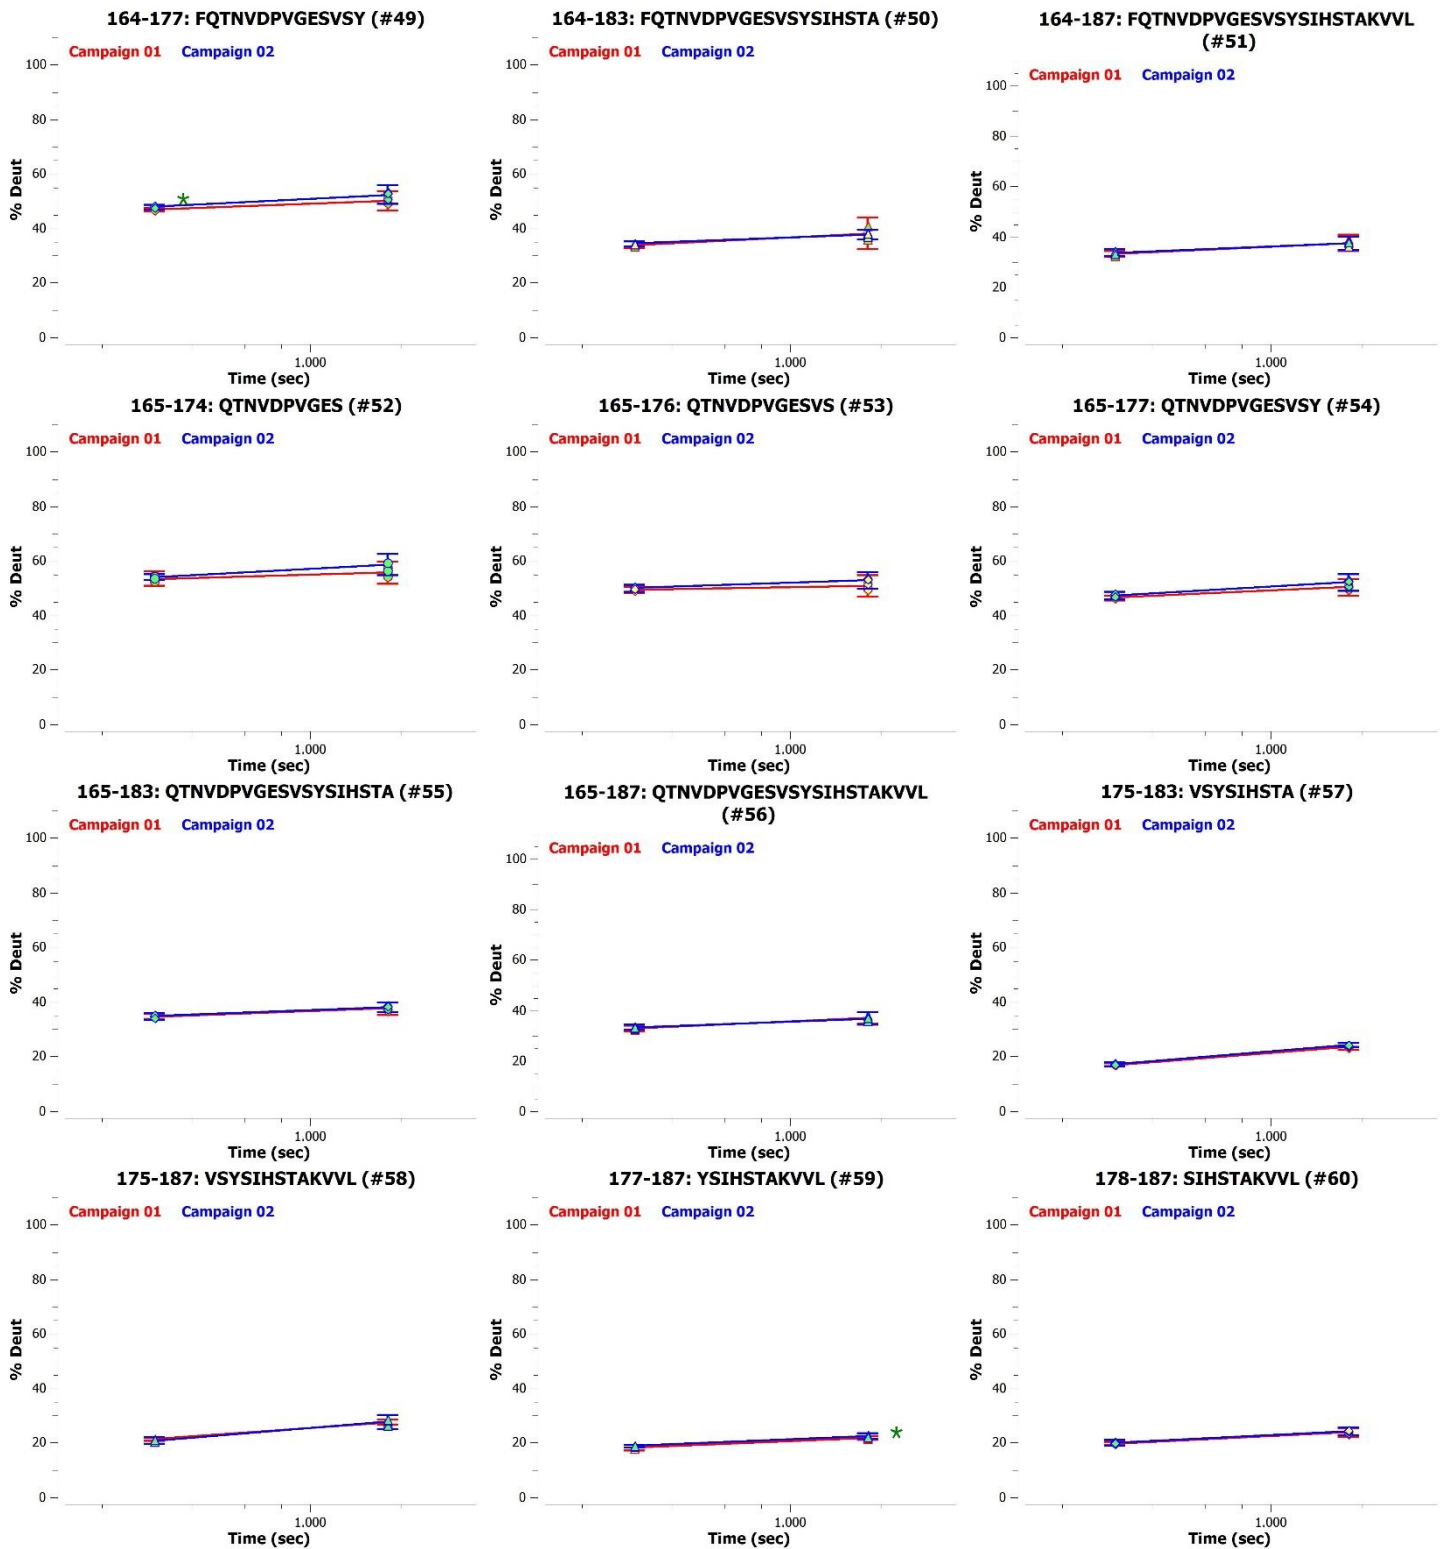 164-177: FQTNVDPVGESVSY (#49)
Campaign 01 Campaign 02
100
80
60
40
20
0
% Deut
1.000
Time (sec)
164-183: FQTNVDPVGESVSYSIHSTA (#50)
Campaign 01 Campaign 02
100
80
60
40
20
0
% Deut
1.000
Time (sec)
164-187: FQTNVDPVGESVSYSIHSTAKVVL
(#51)
Campaign 01 Campaign 02
100
80
60
40
20
0
% Deut
1.000
Time (sec)
165-174: QTNVDPVGES (#52)
Campaign 01 Campaign 02
100
80
60
40
20
0
% Deut
1.000
Time (sec)
165-176: QTNVDPVGESVS (#53)
Campaign 01 Campaign 02
100
80
60
40
20
0
% Deut
1.000
Time (sec)
165-177: QTNVDPVGESVSY (#54)
Campaign 01 Campaign 02
100
80
60
40
20
0
% Deut
1.000
Time (sec)
165-183: QTNVDPVGESVSYSIHSTA (#55)
Campaign 01 Campaign 02
100
80
60
40
20
0
% Deut
1.000
Time (sec)
165-187: QTNVDPVGESVSYSIHSTAKVVL
(#56)
Campaign 01 Campaign 02
100
80
60
40
20
0
% Deut
1.000
Time (sec)
175-183: VSYSIHSTA (#57)
Campaign 01 Campaign 02
100
80
60
40
20
0
% Deut
1.000
Time (sec)
175-187: VSYSIHSTAKVVL (#58)
Campaign 01 Campaign 02
100
80
60
40
20
0
% Deut
1.000
Time (sec)
177-187: YSIHSTAKVVL (#59)
Campaign 01 Campaign 02
100
80
60
40
20
0
% Deut
1.000
Time (sec)
178-187: SIHSTAKVVL (#60)
Campaign 01 Campaign 02
100
80
60
40
20
0
% Deut
1.000
Time (sec)